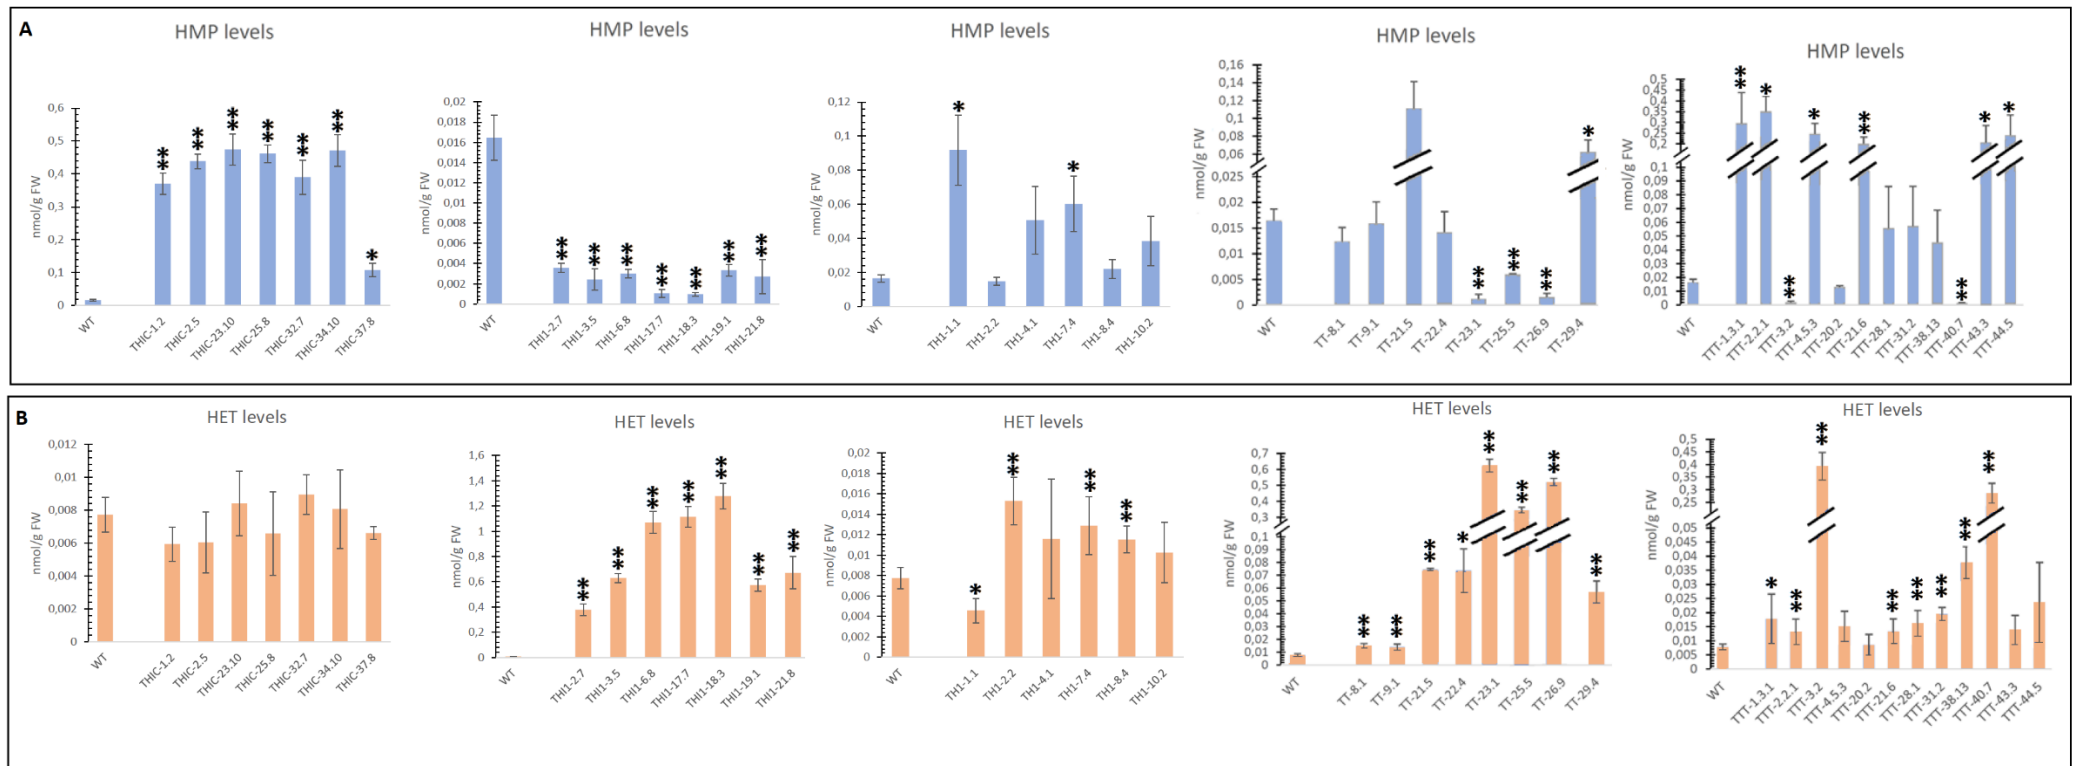 A
HMP levels
nmol/g FW
0,6
0,5
0,4
0,3
0,2
0,1
0
** ** ** ** ** ** *
WT THIC-1.2 THIC-2.5 THIC-23.10 THIC-25.8 THIC-32.7 THIC-34.10 THIC-37.8
HMP levels
nmol/g FW
0,02
0,018
0,016
0,014
0,012
0,01
0,008
0,006
0,004
0,002
0
** ** ** ** ** ** **
WT THI1-2.7 THI1-3.5 THI1-6.8 THI1-17.7 THI1-18.3 THI1-19.1 THI1-21.8
HMP levels
nmol/g FW
0,12
0,1
0,08
0,06
0,04
0,02
0
* *
WT TH1-1.1 TH1-2.2 TH1-4.1 TH1-7.4 TH1-8.4 TH1-10.2
HMP levels
nmol/g FW
0,16
0,14
0,12
0,1
0,08
0,06
0,025
0,02
0,015
0,01
0,005
0
** ** ** *
WT TT-8.1 TT-9.1 TT-21.5 TT-22.4 TT-23.1 TT-25.5 TT-26.9 TT-29.4
HMP levels
nmol/g FW
0,5
0,45
0,4
0,35
0,3
0,25
0,2
0,1
0,09
0,08
0,07
0,06
0,05
0,04
0,03
0,02
0,01
0
** * ** * ** ** * *
WT TTT-1.3.1 TTT-2.2.1 TTT-3.2 TTT-4.5.3 TTT-20.2 TTT-21.6 TTT-28.1 TTT-31.2 TTT-38.13 TTT-40.7 TTT-43.3 TTT-44.5
B
HET levels
nmol/g FW
0,012
0,01
0,008
0,006
0,004
0,002
0
WT THIC-1.2 THIC-2.5 THIC-23.10 THIC-25.8 THIC-32.7 THIC-34.10 THIC-37.8
HET levels
nmol/g FW
1,6
1,4
1,2
1
0,8
0,6
0,4
0,2
0
** ** ** ** ** ** **
WT THI1-2.7 THI1-3.5 THI1-6.8 THI1-17.7 THI1-18.3 THI1-19.1 THI1-21.8
HET levels
nmol/g FW
0,02
0,018
0,016
0,014
0,012
0,01
0,008
0,006
0,004
0,002
0
* ** ** **
WT TH1-1.1 TH1-2.2 TH1-4.1 TH1-7.4 TH1-8.4 TH1-10.2
HET levels
nmol/g FW
0,7
0,6
0,5
0,4
0,3
0,1
0,09
0,08
0,07
0,06
0,05
0,04
0,03
0,02
0,01
0
** ** ** * ** ** ** **
WT TT-8.1 TT-9.1 TT-21.5 TT-22.4 TT-23.1 TT-25.5 TT-26.9 TT-29.4
HET levels
nmol/g FW
0,5
0,45
0,4
0,35
0,3
0,25
0,05
0,045
0,04
0,035
0,03
0,025
0,02
0,015
0,01
0,005
0
* ** ** ** ** ** ** **
WT TTT-1.3.1 TTT-2.2.1 TTT-3.2 TTT-4.5.3 TTT-20.2 TTT-21.6 TTT-28.1 TTT-31.2 TTT-38.13 TTT-40.7 TTT-43.3 TTT-44.5